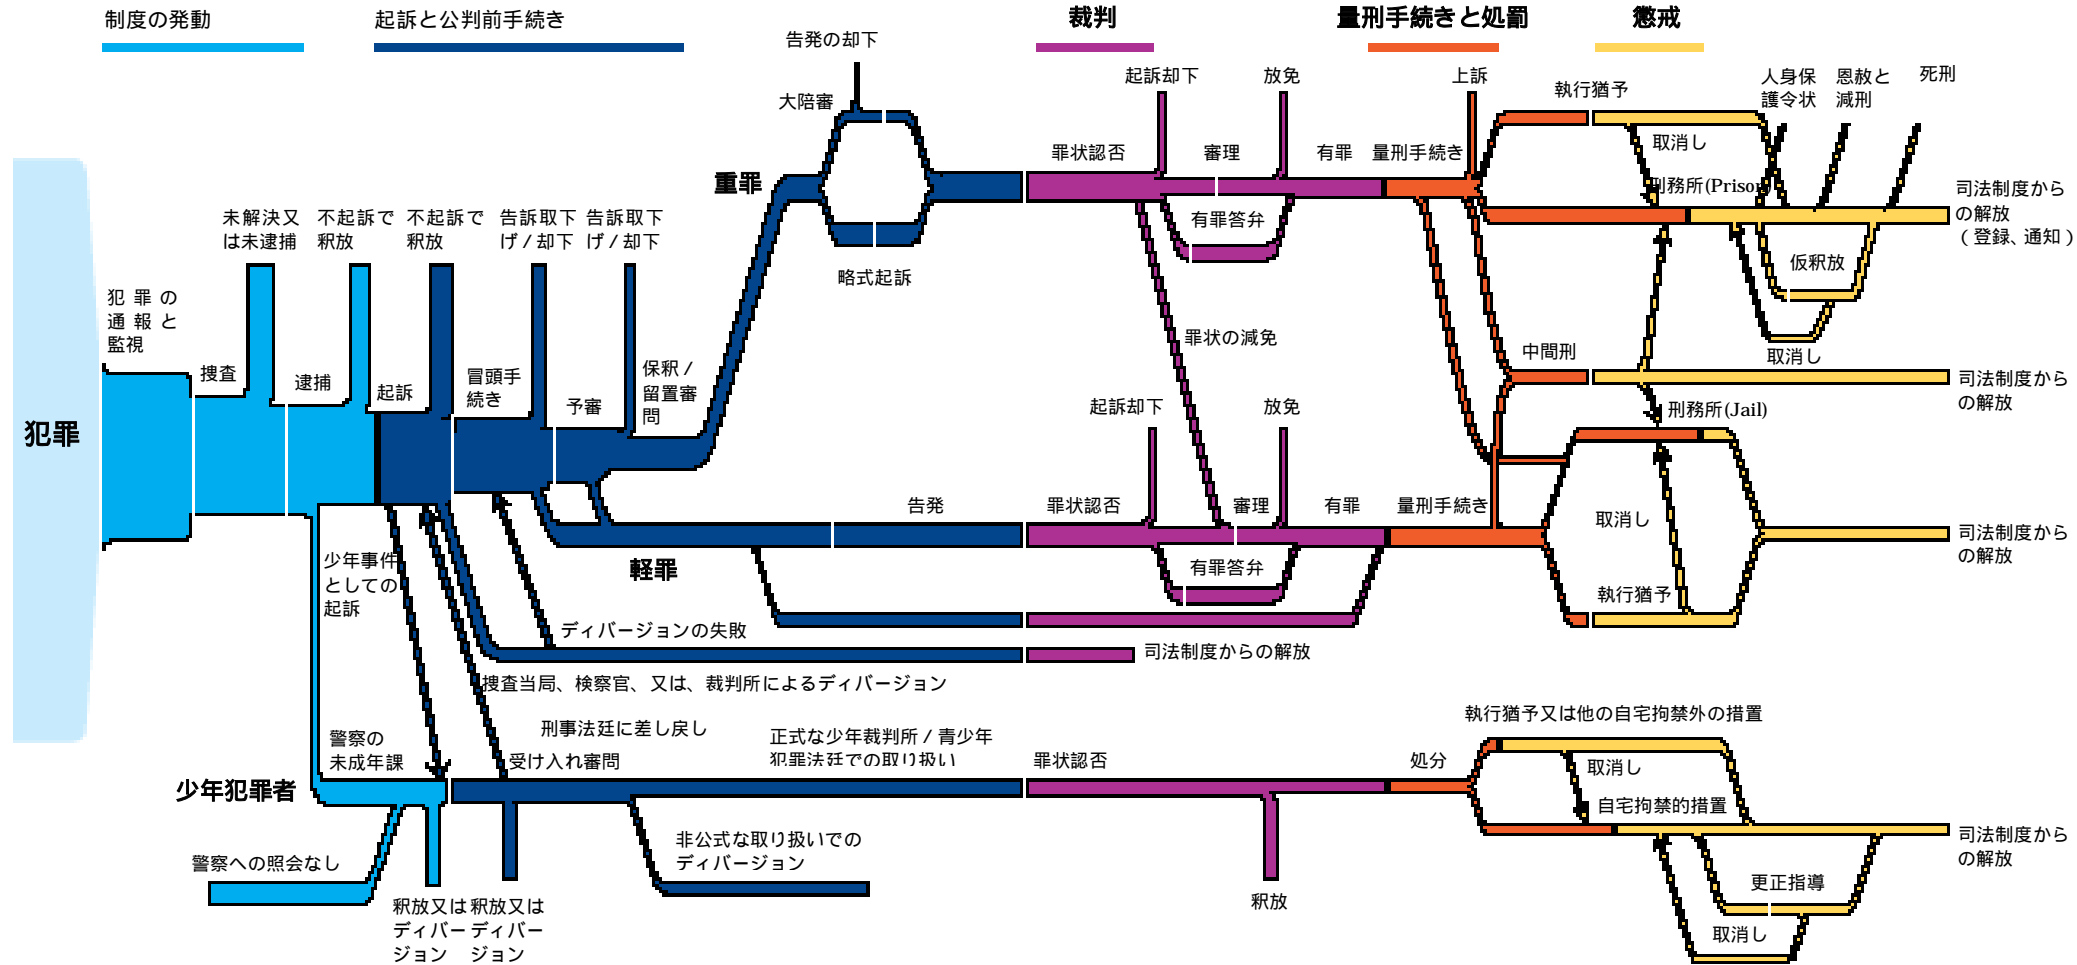 制度の発動
起訴と公判前手続き
裁判
量刑手続きと処罰
懲戒
告発の却下
大陪審
起訴却下
放免
上訴
執行猶予
人身保
護令状
恩赦と
減刑
死刑
取消し
罪状認否
審理
有罪
量刑手続き
重罪
刑務所(Prison)
司法制度から
の解放
(登録、通知)
有罪答弁
略式起訴
仮釈放
取消し
未解決又
は未逮捕
不起訴で
釈放
不起訴で
釈放
告訴取下
げ/却下
告訴取下
げ/却下
犯罪の
通報と
監視
捜査
逮捕
起訴
冒頭手
続き
予審
保釈/
留置審
問
罪状の減免
中間刑
司法制度から
の解放
犯罪
起訴却下
放免
刑務所(Jail)
告発
罪状認否
審理
有罪
量刑手続き
取消し
司法制度から
の解放
軽罪
有罪答弁
執行猶予
少年事件
としての
起訴
ディバージョンの失敗
司法制度からの解放
捜査当局、検察官、又は、裁判所によるディバージョン
刑事法廷に差し戻し
警察の
未成年課
受け入れ審問
正式な少年裁判所/青少年
犯罪法廷での取り扱い
罪状認否
処分
執行猶予又は他の自宅拘禁外の措置
取消し
少年犯罪者
自宅拘禁的措置
司法制度から
の解放
警察への照会なし
釈放又は
ディバー
ジョン
釈放又は
ディバー
ジョン
非公式な取り扱いでの
ディバージョン
釈放
更正指導
取消し